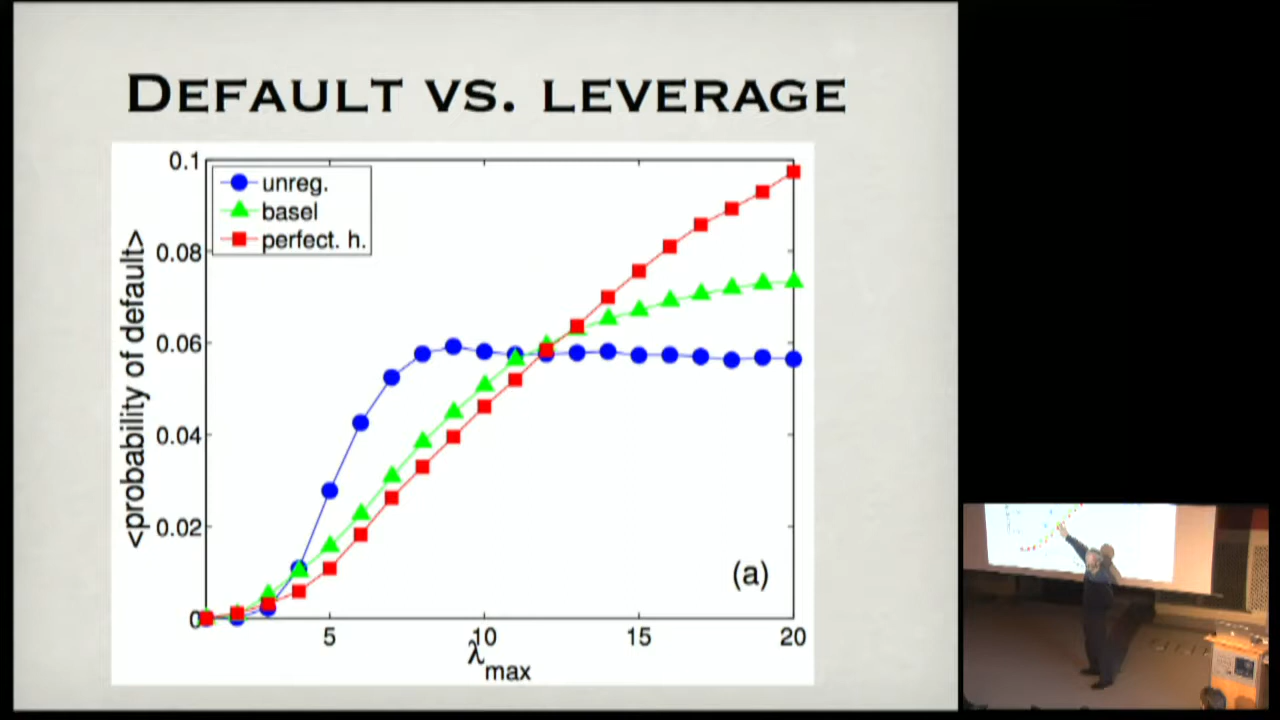 DEFAULT VS. LEVERAGE
0.1
0.08
0.06
0.04
0.02
0
<probability of default>
unreg.
basel
perfect. h.
(a)
5
10
15
20
λmax